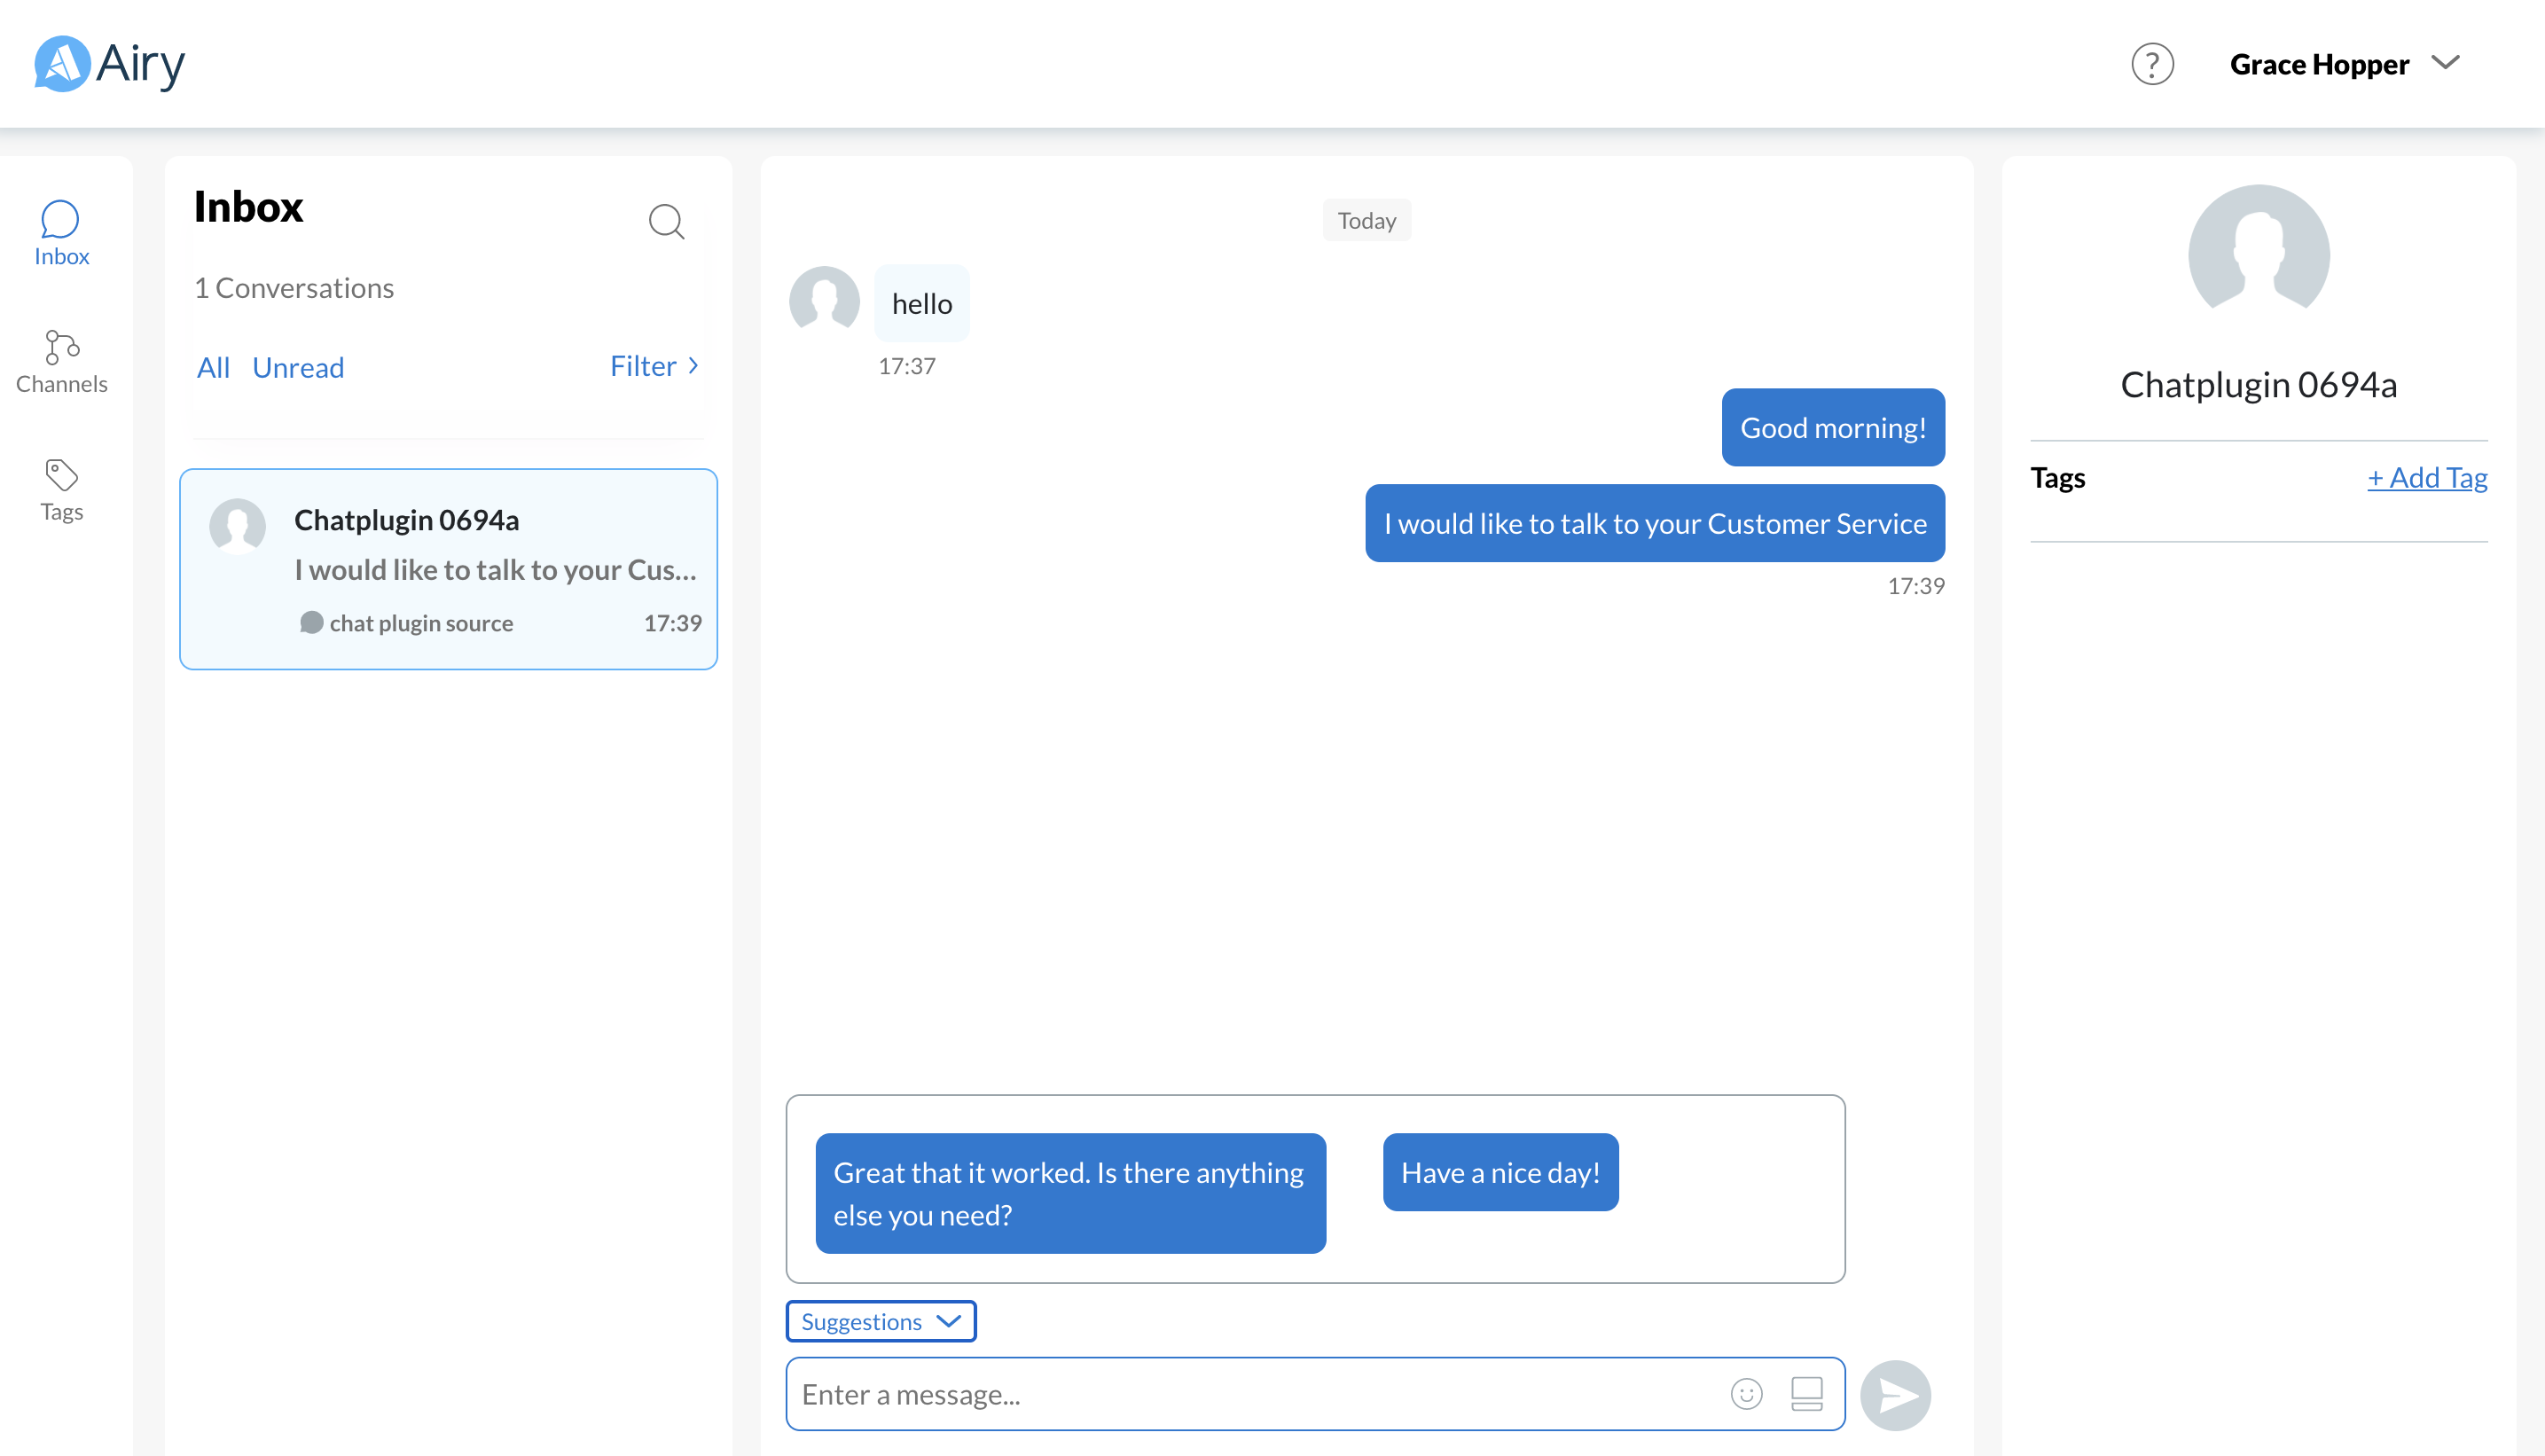 Airy
?
Grace Hopper
Inbox
Channels
Tags
Inbox
1 Conversations
All Unread Filter
Chatplugin 0694a
I would like to talk to your Cus...
chat plugin source 17:39
Today
hello
17:37
Good morning!
I would like to talk to your Customer Service
17:39
Great that it worked. Is there anything
else you need?
Have a nice day!
Suggestions
Enter a message...
Chatplugin 0694a
Tags + Add Tag